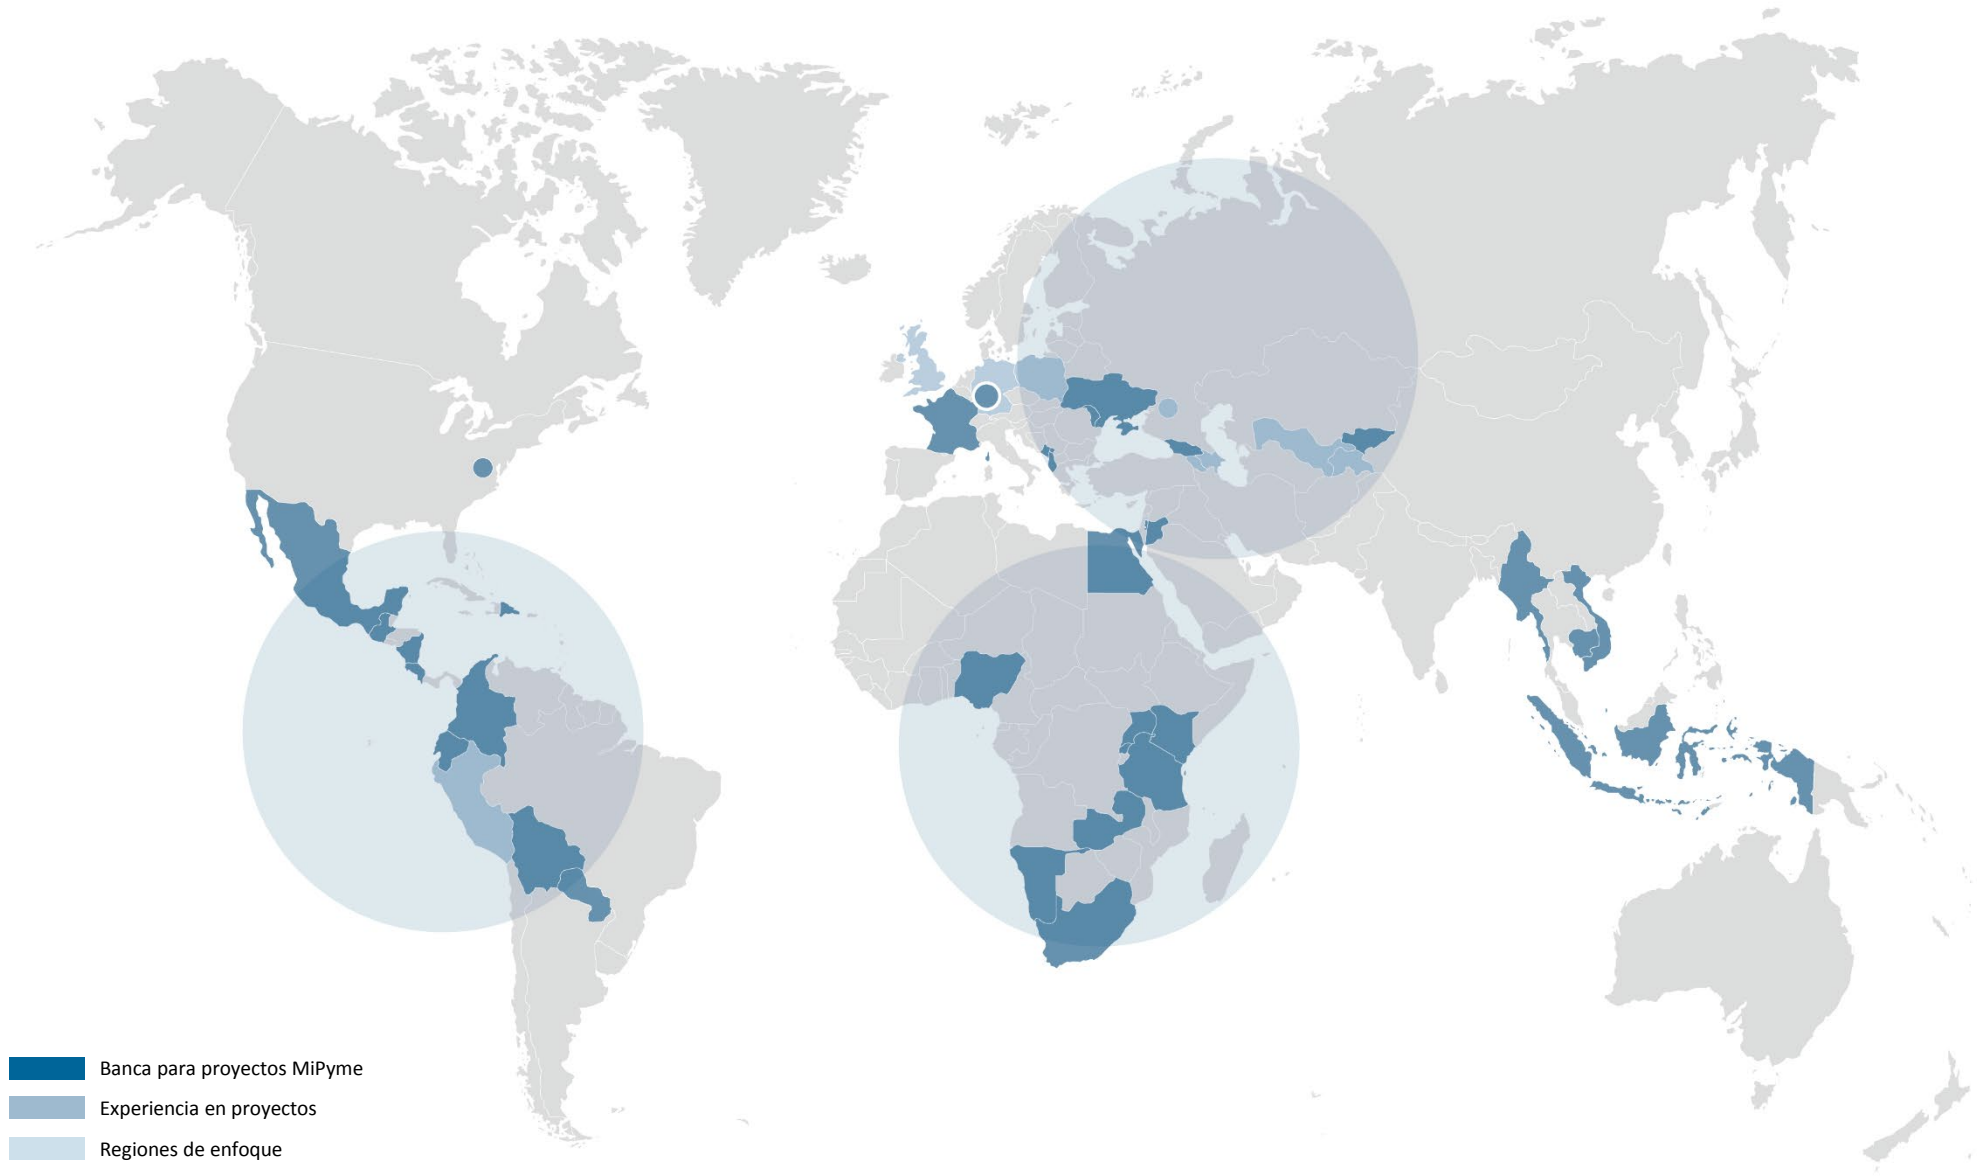 Banca para proyectos MiPyme
Experiencia en proyectos
Regiones de enfoque